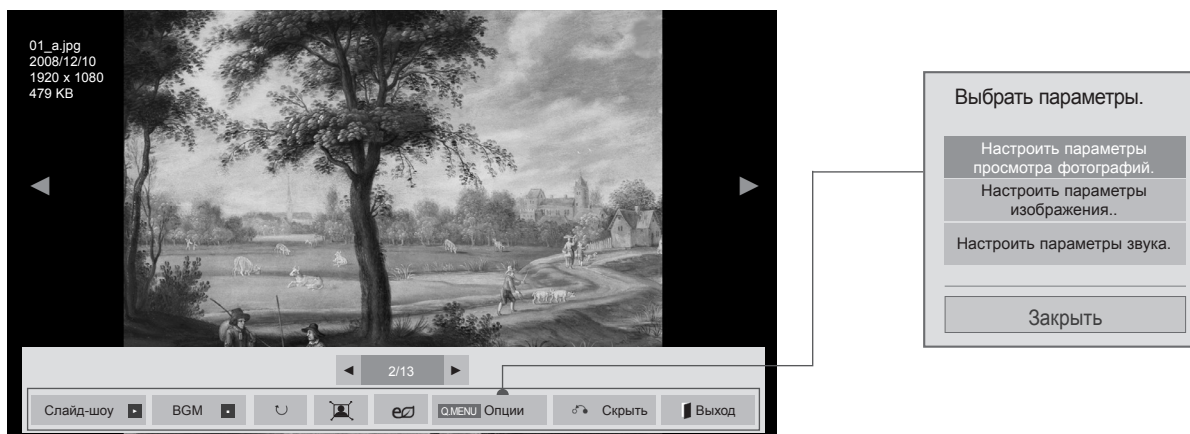 01_a.jpg
2008/12/10
1920 x 1080
479 KB
2/13
Слайд-шоу
BGM
Q.MENU Опции
Скрыть
Выход
Выбрать параметры.
Настроить параметры
просмотра фотографий.
Настроить параметры
изображения..
Настроить параметры звука.
Закрыть